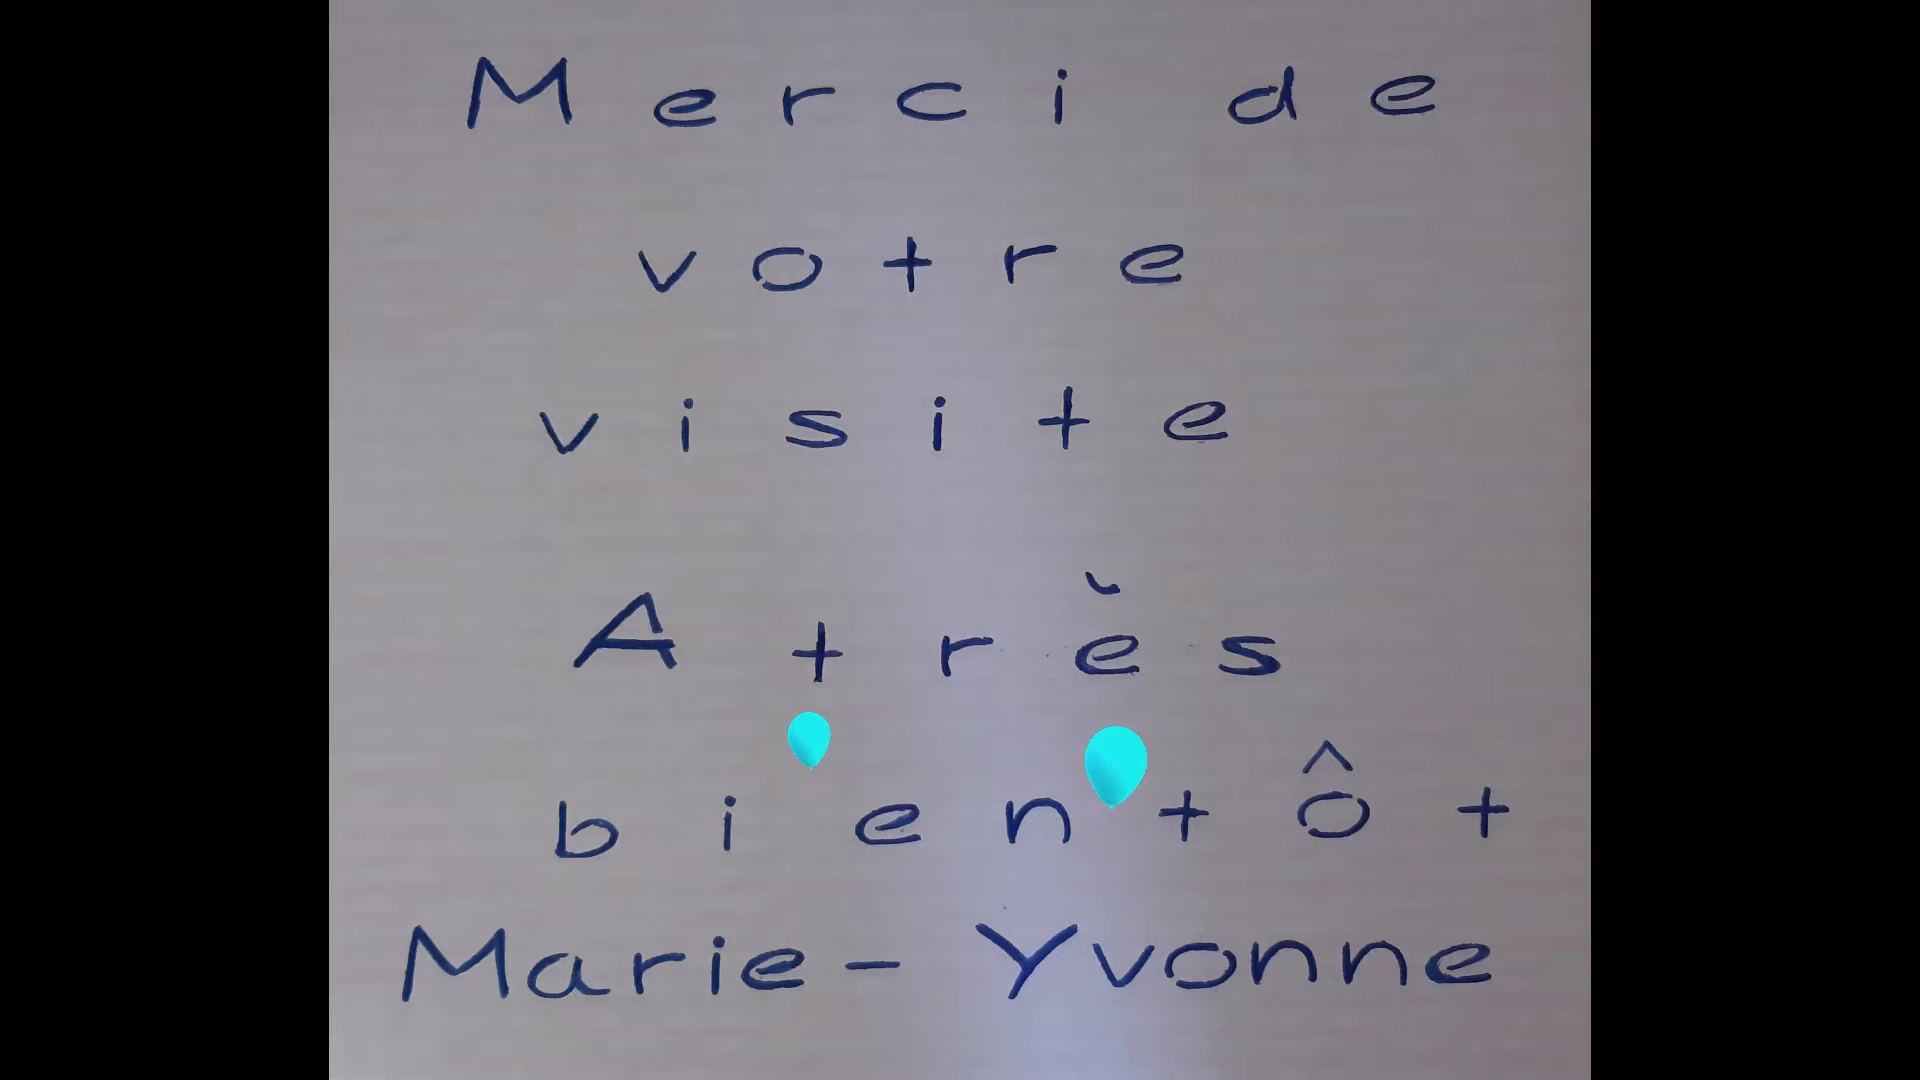 Merci de
votre
visite
A très
bientôt
Marie-Yvonne